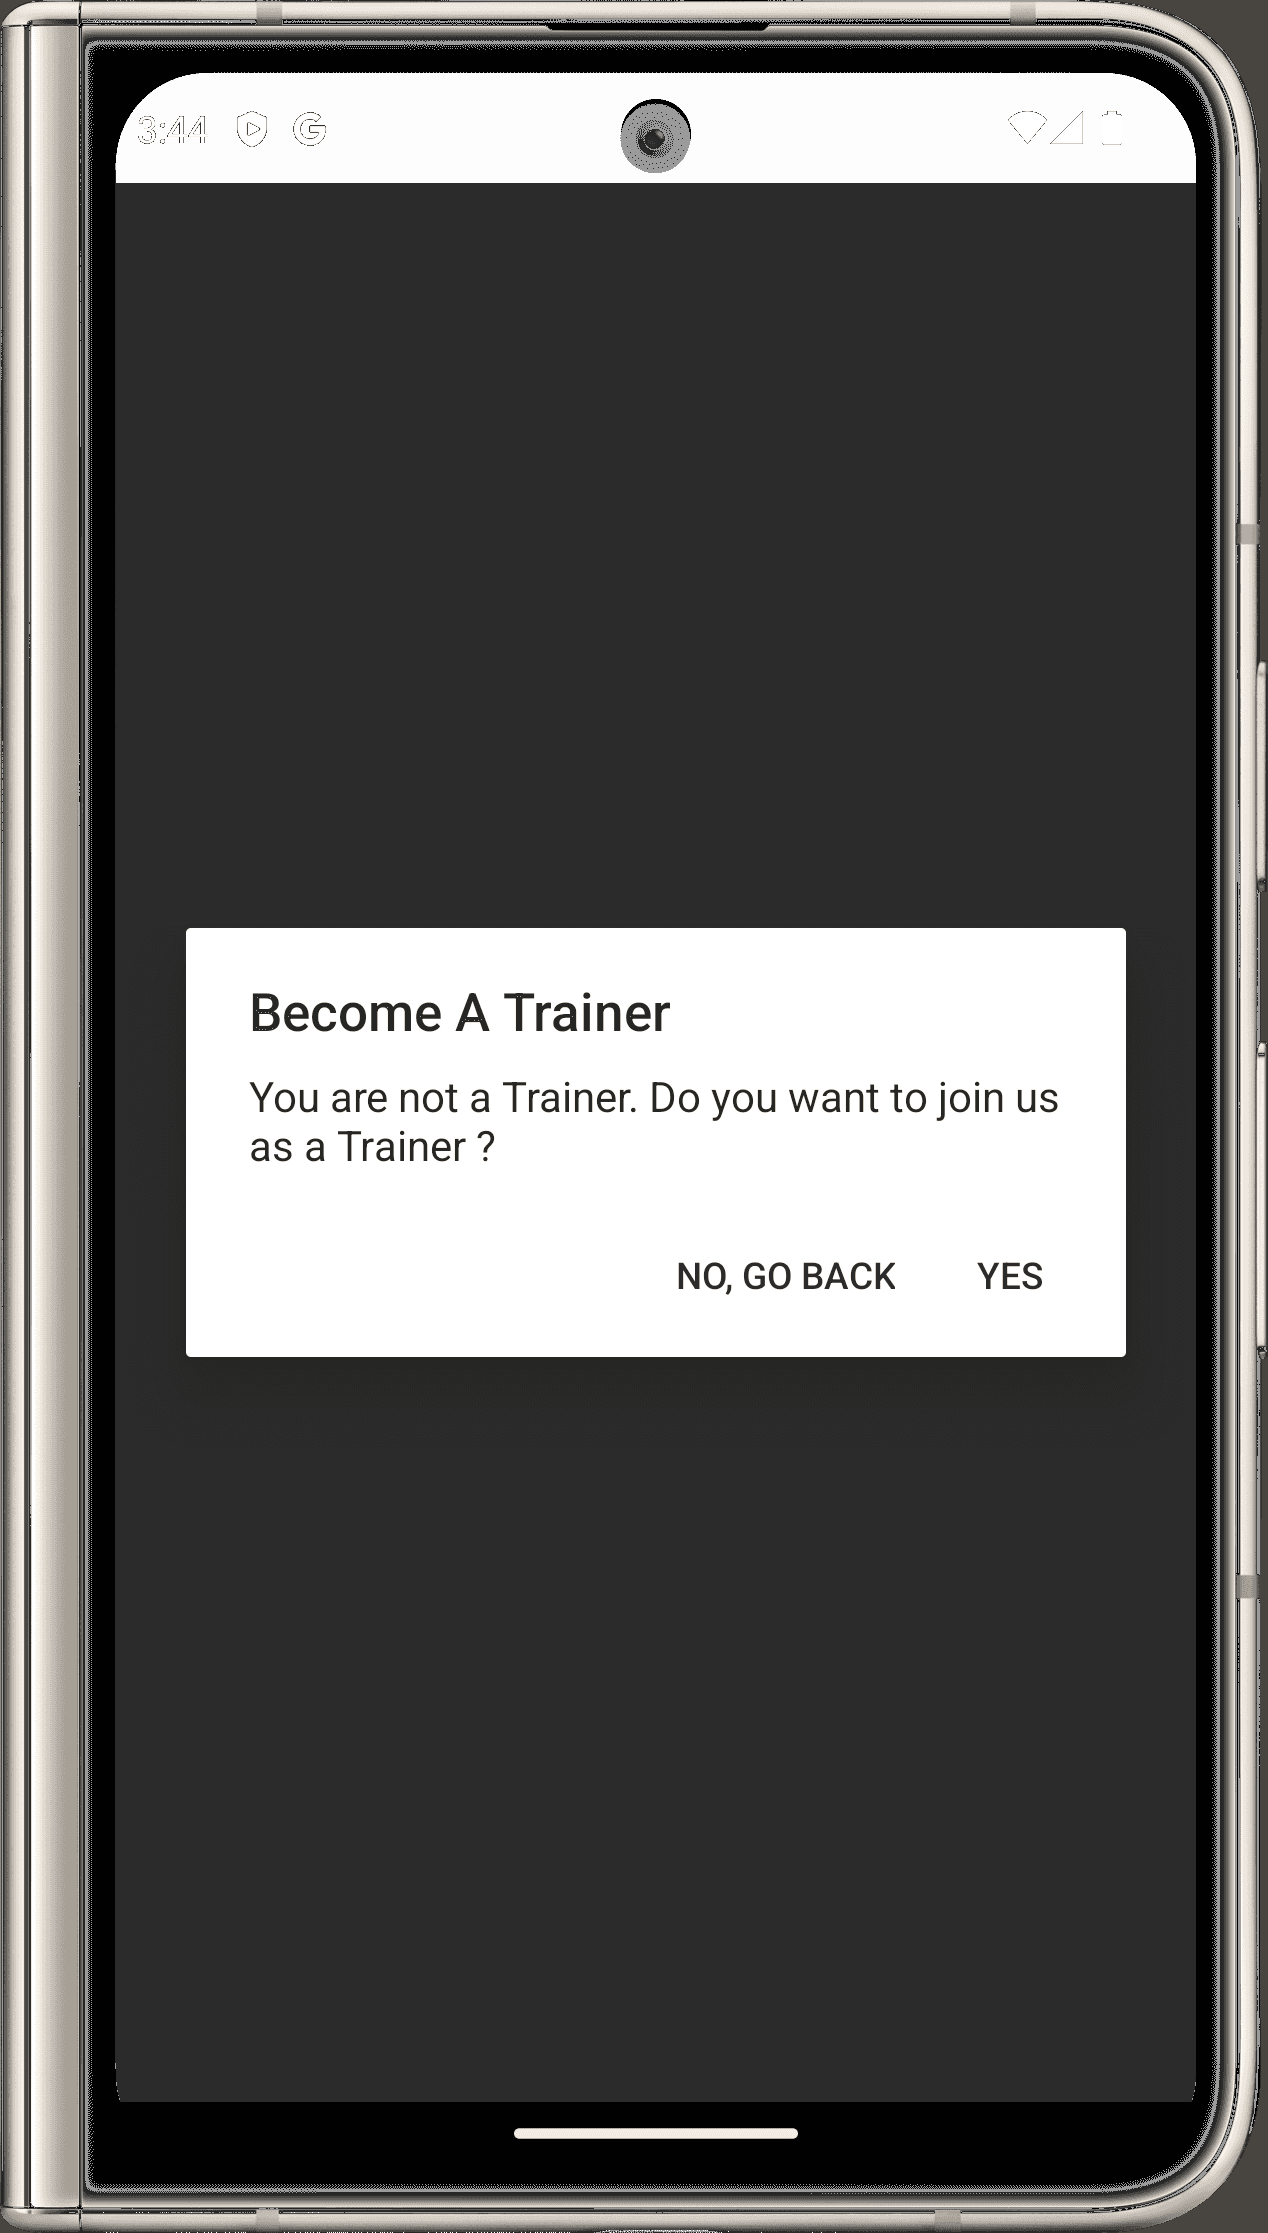 3:44
Become A Trainer
You are not a Trainer. Do you want to join us
as a Trainer ?
NO, GO BACK YES